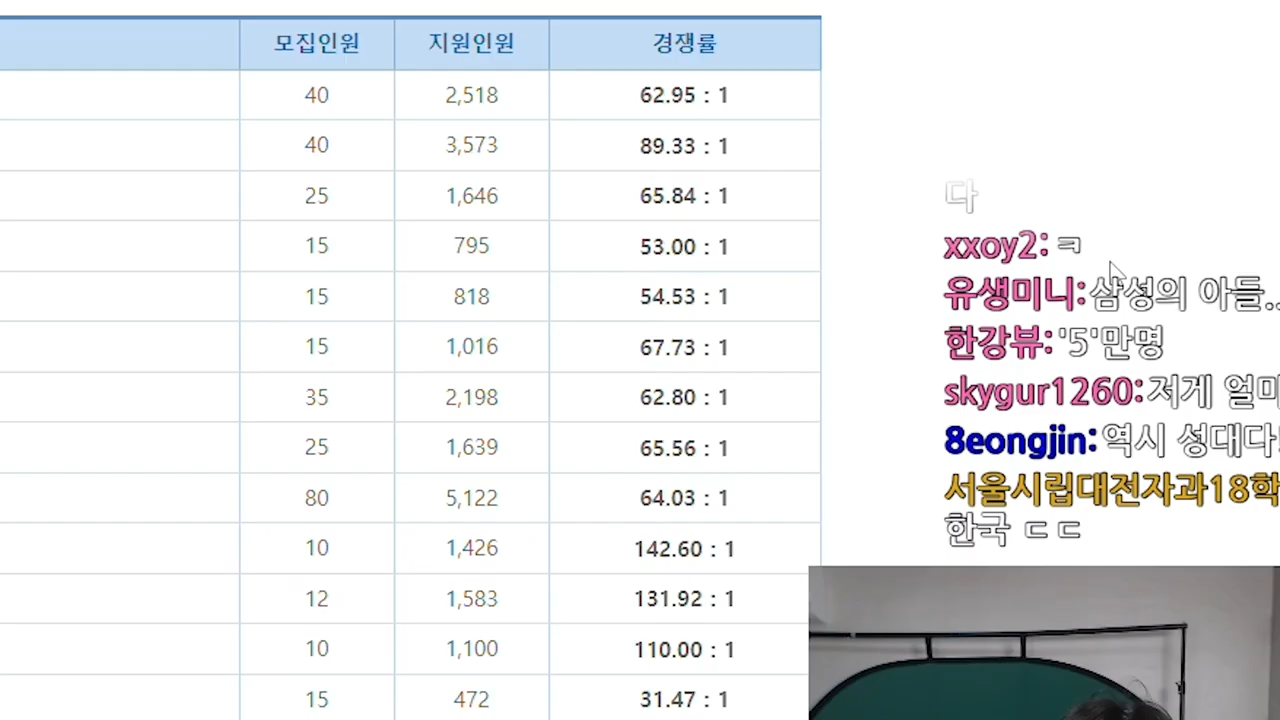 모집인원 지원인원 경쟁률
40 2,518 62.95 : 1
40 3,573 89.33 : 1
25 1,646 65.84 : 1
15 795 53.00 : 1
15 818 54.53 : 1
15 1,016 67.73 : 1
35 2,198 62.80 : 1
25 1,639 65.56 : 1
80 5,122 64.03 : 1
10 1,426 142.60 : 1
12 1,583 131.92 : 1
10 1,100 110.00 : 1
15 472 31.47 : 1
다
xxoy2: ㅋ
유생미니: 삼성의 아들..
한강뷰: '5'만명
skygur1260: 저게 얼마
8eongjin: 역시 성대다!
서울시립대전자과18학
한국 ㄷㄷ